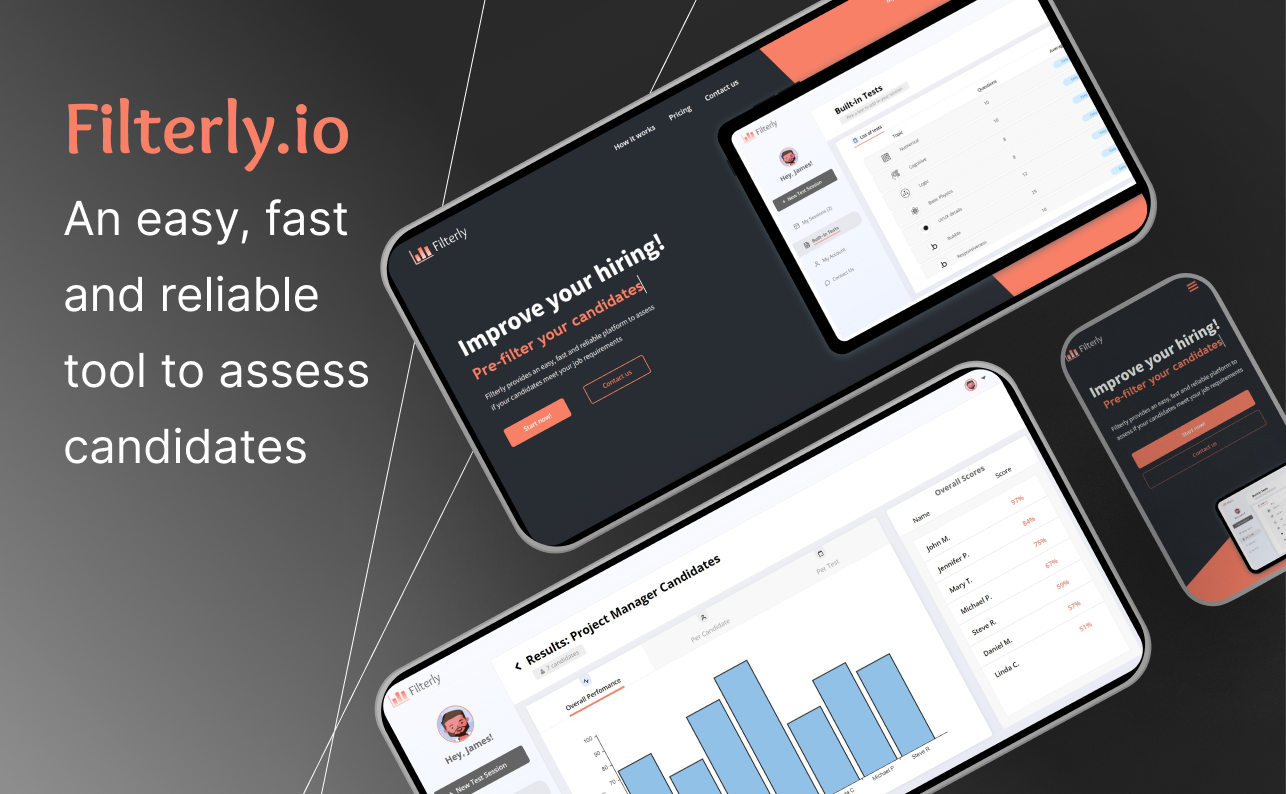 Filterly.io
An easy, fast
and reliable
tool to assess
candidates
How it works
Pricing
Contact us
Filterly
Improve your hiring!
Pre-filter your candidates
Filterly provides an easy, fast and reliable platform to assess
if your candidates meet your job requirements
Start now!
Contact us
Filterly
Hey, James!
+ New Test Session
My Sessions (2)
Built-in Tests
My Account
Contact Us
Built-in Tests
List of tests
Topic
Questions
Numerical
10
Cognitive
10
Logic
8
Basic Physics
8
UI/UX details
12
Bubble
25
Responsiveness
16
Filterly
Improve your hiring!
Pre-filter your candidates
Filterly provides an easy, fast and reliable platform to
assess if your candidates meet your job requirements
Start now!
Contact us
Filterly
Hey, James!
New Test Session
Results: Project Manager Candidates
7 candidates
Overall Perfomance
Per Candidate
Per Test
100
90
80
70
Michael P.
Steve R.
Overall Scores
Name
Score
John M.
97%
Jennifer P.
84%
Mary T.
75%
Michael P.
67%
Steve R.
59%
Daniel M.
57%
Linda C.
51%